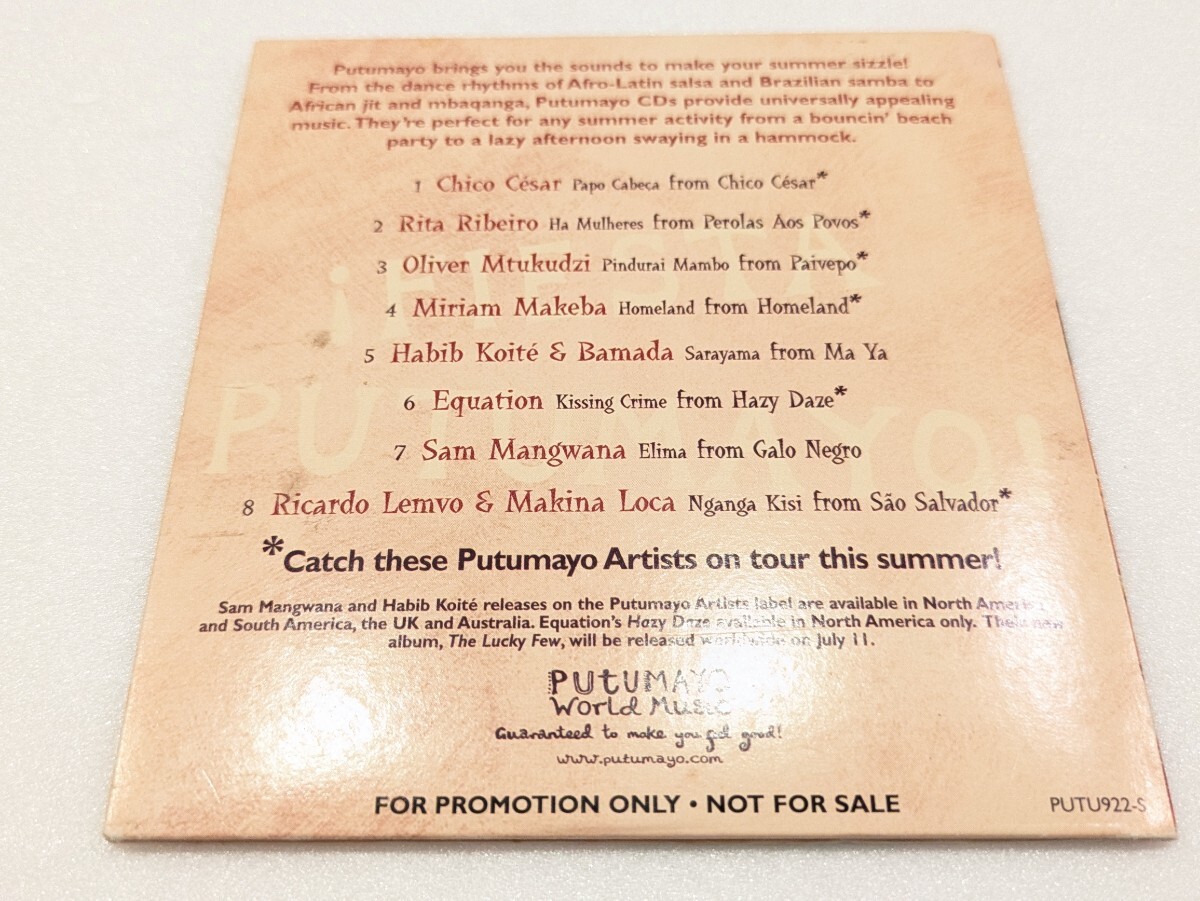 Putumayo brings you the sounds to make your summer sizzle!
From the dance rhythms of Afro-Latin salsa and Brazilian samba to
African jit and mbaqanga, Putumayo CDs provide universally appealing
music. They're perfect for any summer activity from a bouncin' beach
party to a lazy afternoon swaying in a hammock.
¡FIESTA
PUTUMAYO!
1 Chico César Papo Cabeca from Chico César*
2 Rita Ribeiro Ha Mulheres from Perolas Aos Povos*
3 Oliver Mtukudzi Pindurai Mambo from Paivepo*
4 Miriam Makeba Homeland from Homeland*
5 Habib Koité & Bamada Sarayama from Ma Ya
6 Equation Kissing Crime from Hazy Daze*
7 Sam Mangwana Elima from Galo Negro
8 Ricardo Lemvo & Makina Loca Nganga Kisi from São Salvador*
*Catch these Putumayo Artists on tour this summer!
Sam Mangwana and Habib Koité releases on the Putumayo Artists label are available in North America
and South America, the UK and Australia. Equation's Hazy Daze available in North America only. Their new
album, The Lucky Few, will be released worldwide on July 11.
PUTUMAYO
World Music
Guaranteed to make you feel good!
www.putumayo.com
FOR PROMOTION ONLY • NOT FOR SALE
PUTU922-S